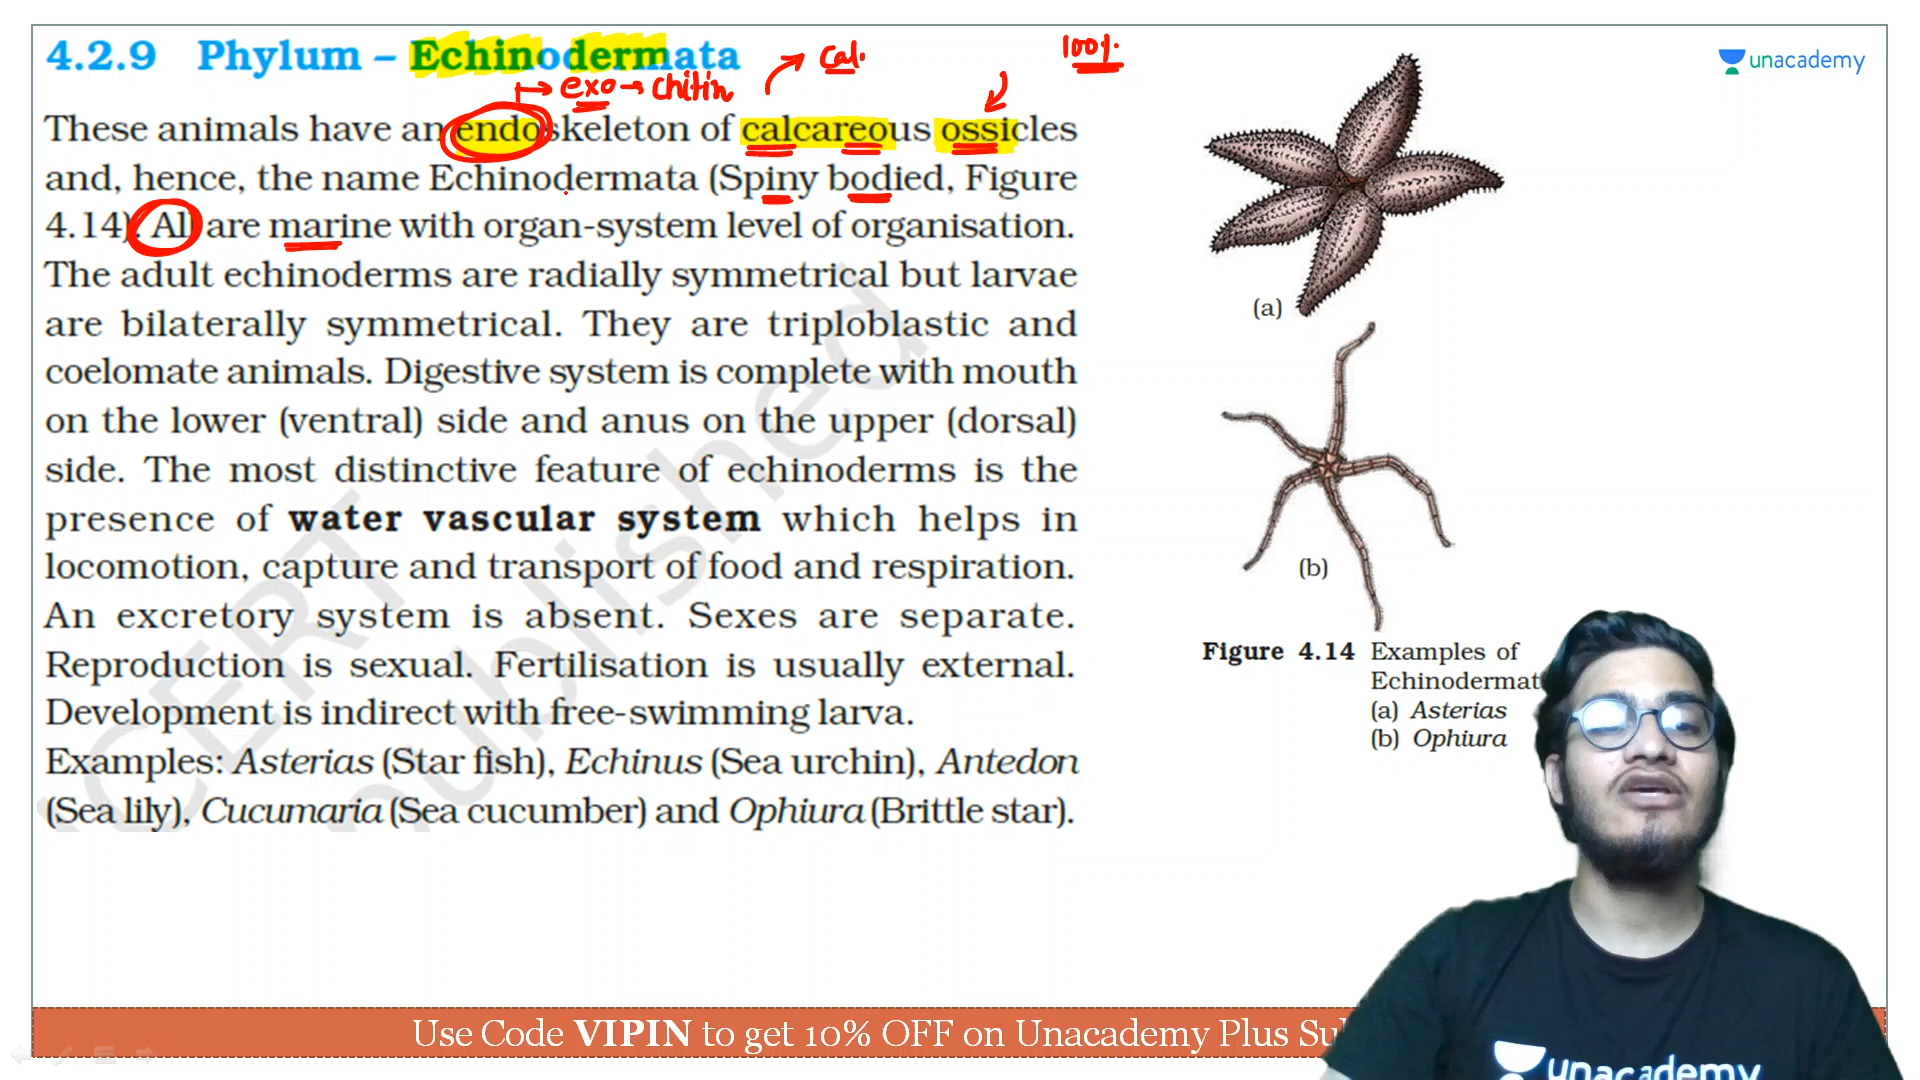 4.2.9 Phylum – Echinodermata
cal.
100%.
unacademy
exo → chitin
These animals have an endoskeleton of calcareous ossicles
and, hence, the name Echinodermata (Spiny bodied, Figure
4.14). All are marine with organ-system level of organisation.
The adult echinoderms are radially symmetrical but larvae
are bilaterally symmetrical. They are triploblastic and
coelomate animals. Digestive system is complete with mouth
on the lower (ventral) side and anus on the upper (dorsal)
side. The most distinctive feature of echinoderms is the
presence of water vascular system which helps in
locomotion, capture and transport of food and respiration.
An excretory system is absent. Sexes are separate.
Reproduction is sexual. Fertilisation is usually external.
Development is indirect with free-swimming larva.
Examples: Asterias (Star fish), Echinus (Sea urchin), Antedon
(Sea lily), Cucumaria (Sea cucumber) and Ophiura (Brittle star).
(a)
(b)
Figure 4.14 Examples of
Echinodermat
(a) Asterias
(b) Ophiura
Use Code VIPIN to get 10% OFF on Unacademy Plus Su
unacademy